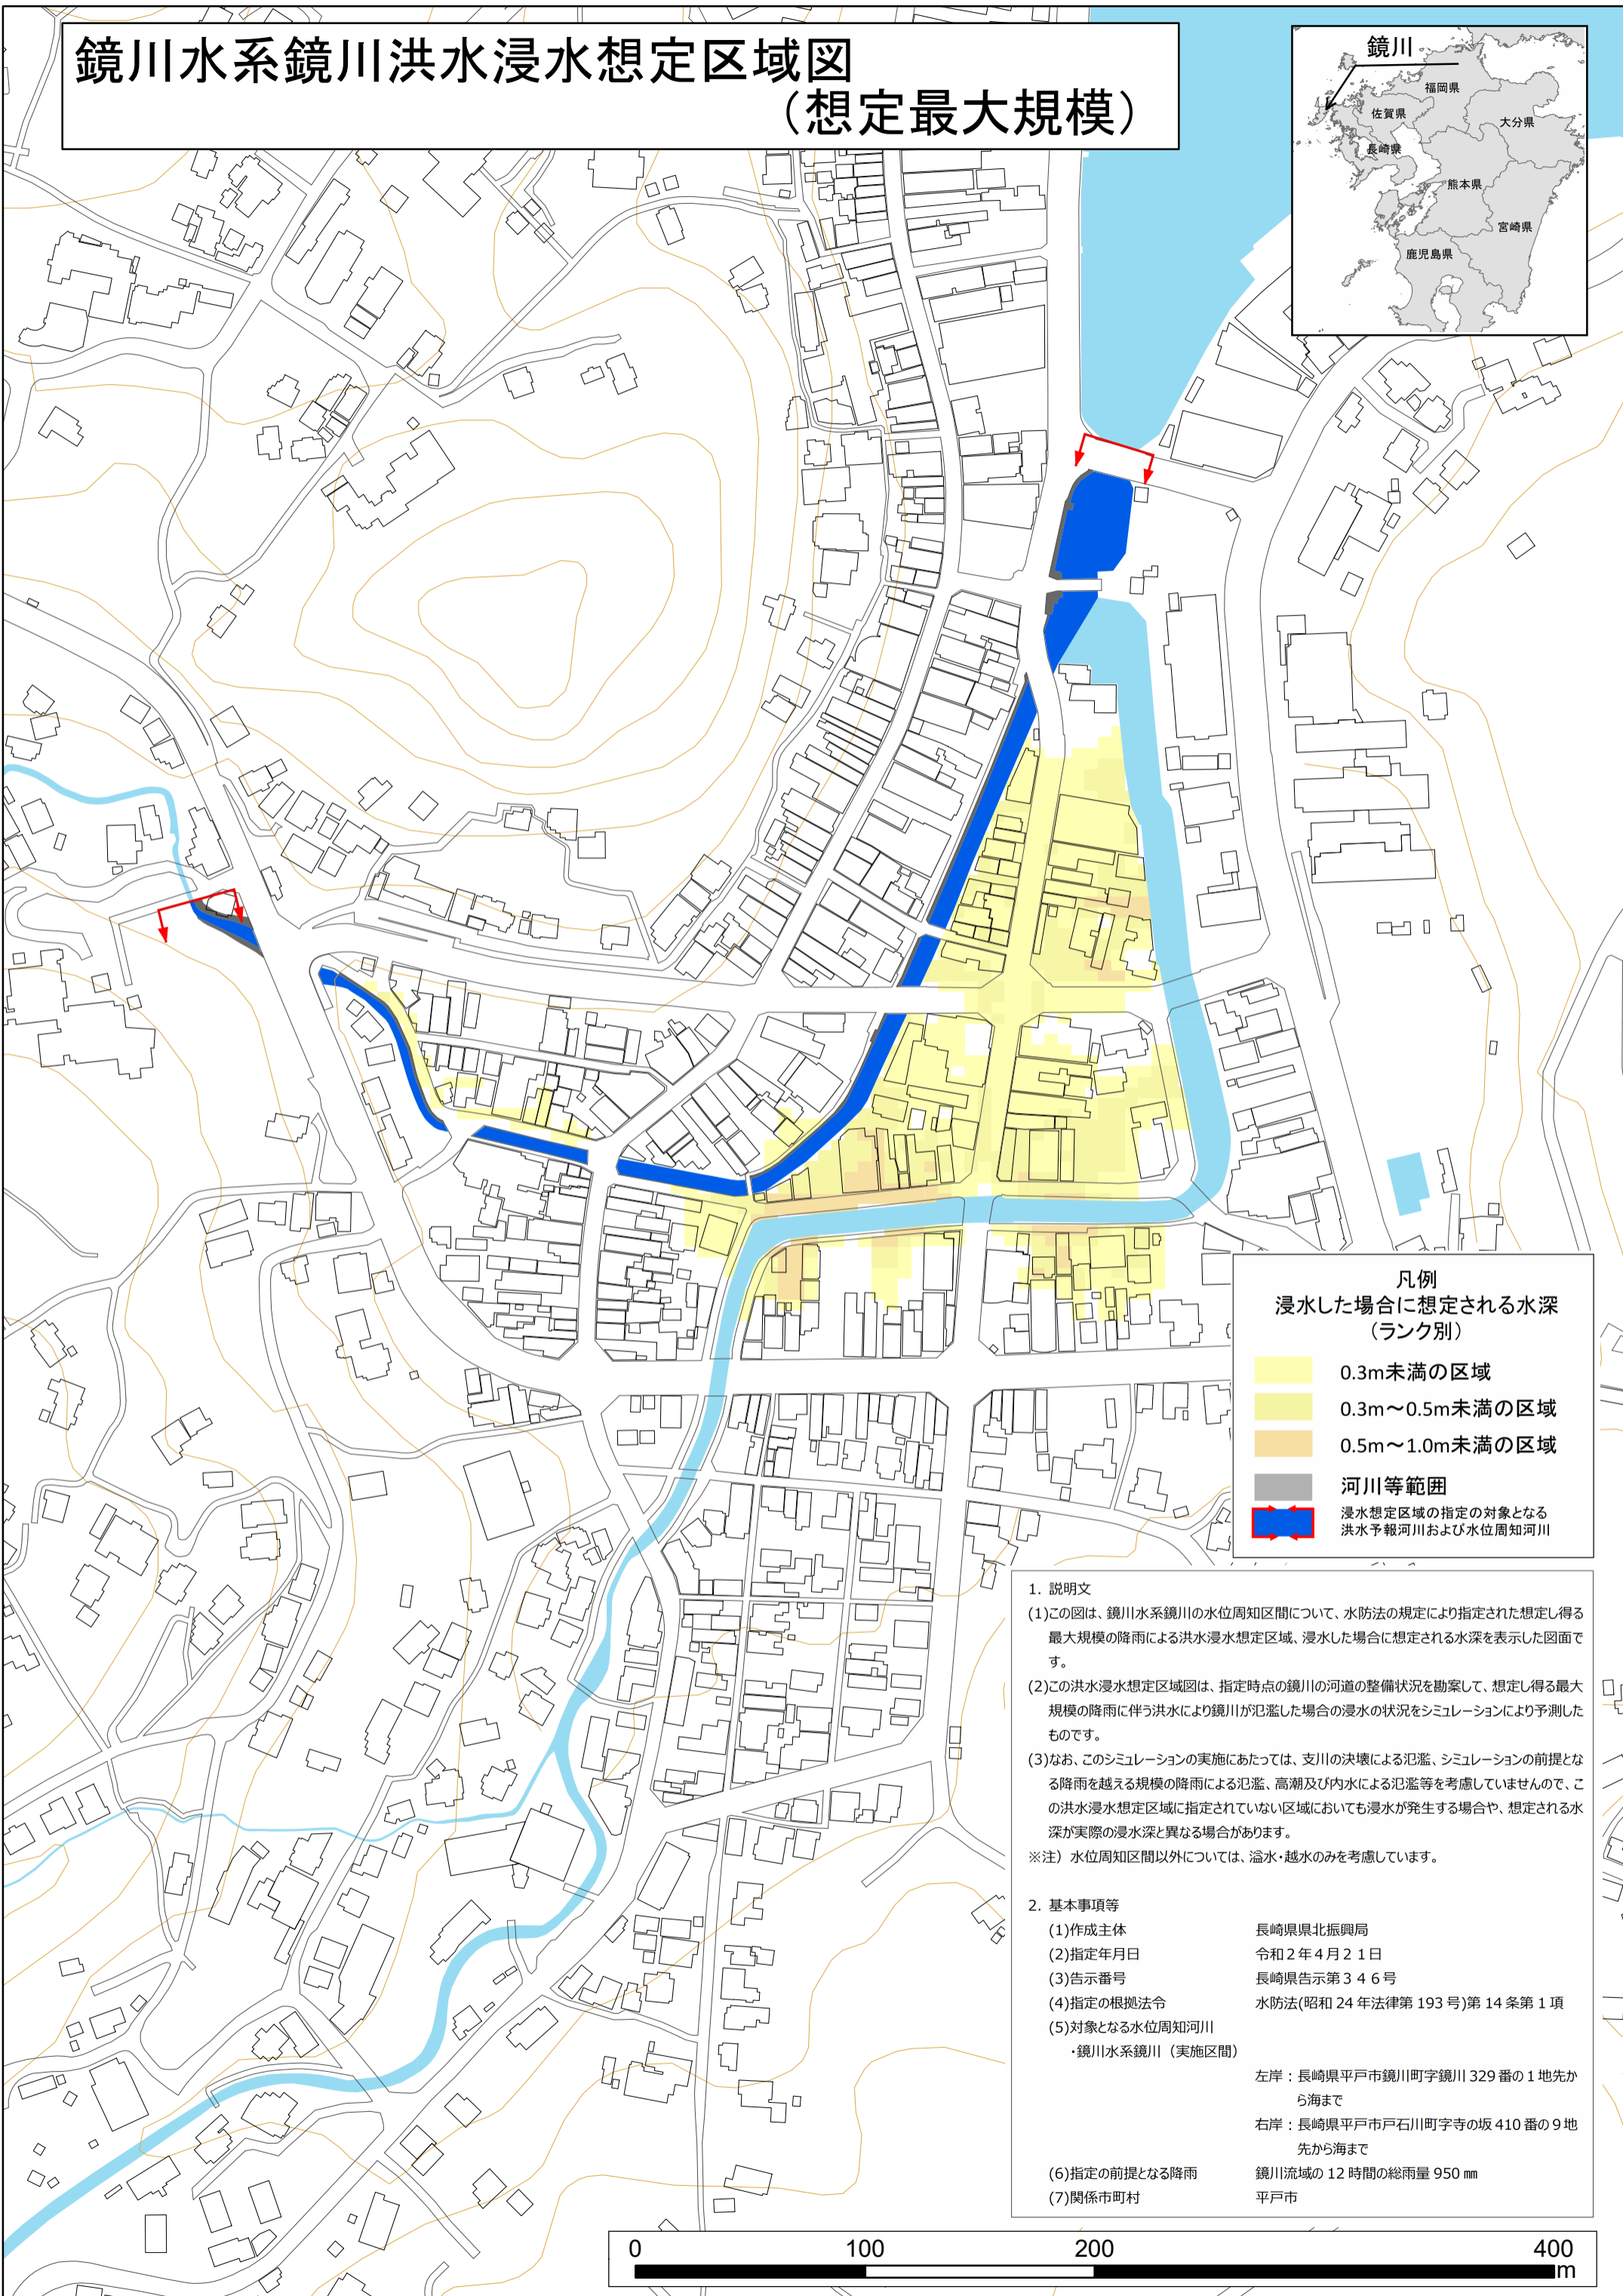 鏡川水系鏡川洪水浸水想定区域図
（想定最大規模）
鏡川
福岡県
佐賀県
大分県
長崎県
熊本県
宮崎県
鹿児島県
凡例
浸水した場合に想定される水深
（ランク別）
0.3m未満の区域
0.3m～0.5m未満の区域
0.5m～1.0m未満の区域
河川等範囲
浸水想定区域の指定の対象となる
洪水予報河川および水位周知河川
1. 説明文
(1)この図は、鏡川水系鏡川の水位周知区間について、水防法の規定により指定された想定し得る
最大規模の降雨による洪水浸水想定区域、浸水した場合に想定される水深を表示した図面で
す。
(2)この洪水浸水想定区域図は、指定時点の鏡川の河道の整備状況を勘案して、想定し得る最大
規模の降雨に伴う洪水により鏡川が氾濫した場合の浸水の状況をシミュレーションにより予測した
ものです。
(3)なお、このシミュレーションの実施にあたっては、支川の決壊による氾濫、シミュレーションの前提とな
る降雨を越える規模の降雨による氾濫、高潮及び内水による氾濫等を考慮していませんので、こ
の洪水浸水想定区域に指定されていない区域においても浸水が発生する場合や、想定される水
深が実際の浸水深と異なる場合があります。
※注）水位周知区間以外については、溢水・越水のみを考慮しています。
2. 基本事項等
(1)作成主体 長崎県県北振興局
(2)指定年月日 令和２年４月２１日
(3)告示番号 長崎県告示第３４６号
(4)指定の根拠法令 水防法(昭和 24 年法律第 193 号)第 14 条第 1 項
(5)対象となる水位周知河川
・鏡川水系鏡川（実施区間）
左岸：長崎県平戸市鏡川町字鏡川 329 番の 1 地先か
ら海まで
右岸：長崎県平戸市戸石川町字寺の坂 410 番の 9 地
先から海まで
(6)指定の前提となる降雨 鏡川流域の 12 時間の総雨量 950 ㎜
(7)関係市町村 平戸市
0 100 200 400
m